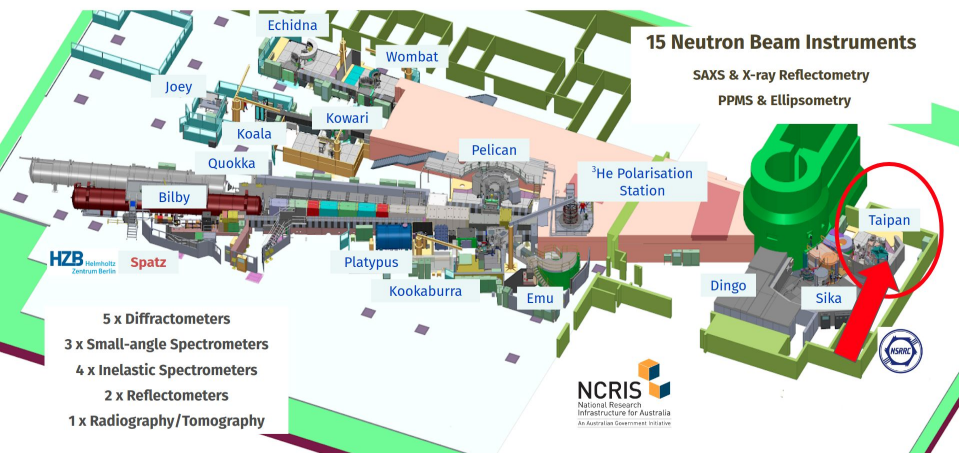 15 Neutron Beam Instruments
SAXS & X-ray Reflectometry
PPMS & Ellipsometry
Echidna
Wombat
Joey
Koala
Kowari
Quokka
Pelican
³He Polarisation
Station
Bilby
Taipan
HZB Helmholtz
Zentrum Berlin
Spatz
Platypus
Kookaburra
Emu
Dingo
Sika
NSRRC
5 x Diffractometers
3 x Small-angle Spectrometers
4 x Inelastic Spectrometers
2 x Reflectometers
1 x Radiography/Tomography
NCRIS
National Research
Infrastructure for Australia
An Australian Government Initiative